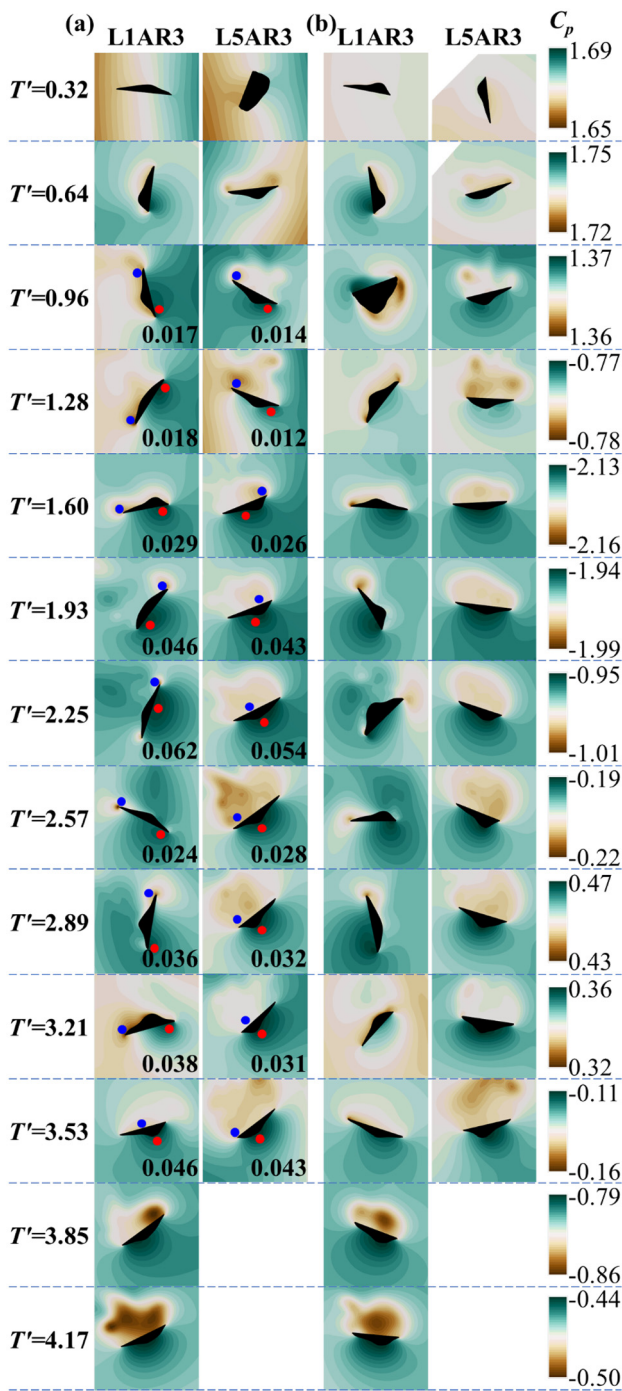 (a) (b) C_p
L1AR3 L5AR3 L1AR3 L5AR3
T'=0.32 1.69
1.65
T'=0.64 1.75
1.72
T'=0.96 0.017 0.014 1.37
1.36
T'=1.28 0.018 0.012 -0.77
-0.78
T'=1.60 0.029 0.026 -2.13
-2.16
T'=1.93 0.046 0.043 -1.94
-1.99
T'=2.25 0.062 0.054 -0.95
-1.01
T'=2.57 0.024 0.028 -0.19
-0.22
T'=2.89 0.036 0.032 0.47
0.43
T'=3.21 0.038 0.031 0.36
0.32
T'=3.53 0.046 0.043 -0.11
-0.16
T'=3.85 -0.79
-0.86
T'=4.17 -0.44
-0.50